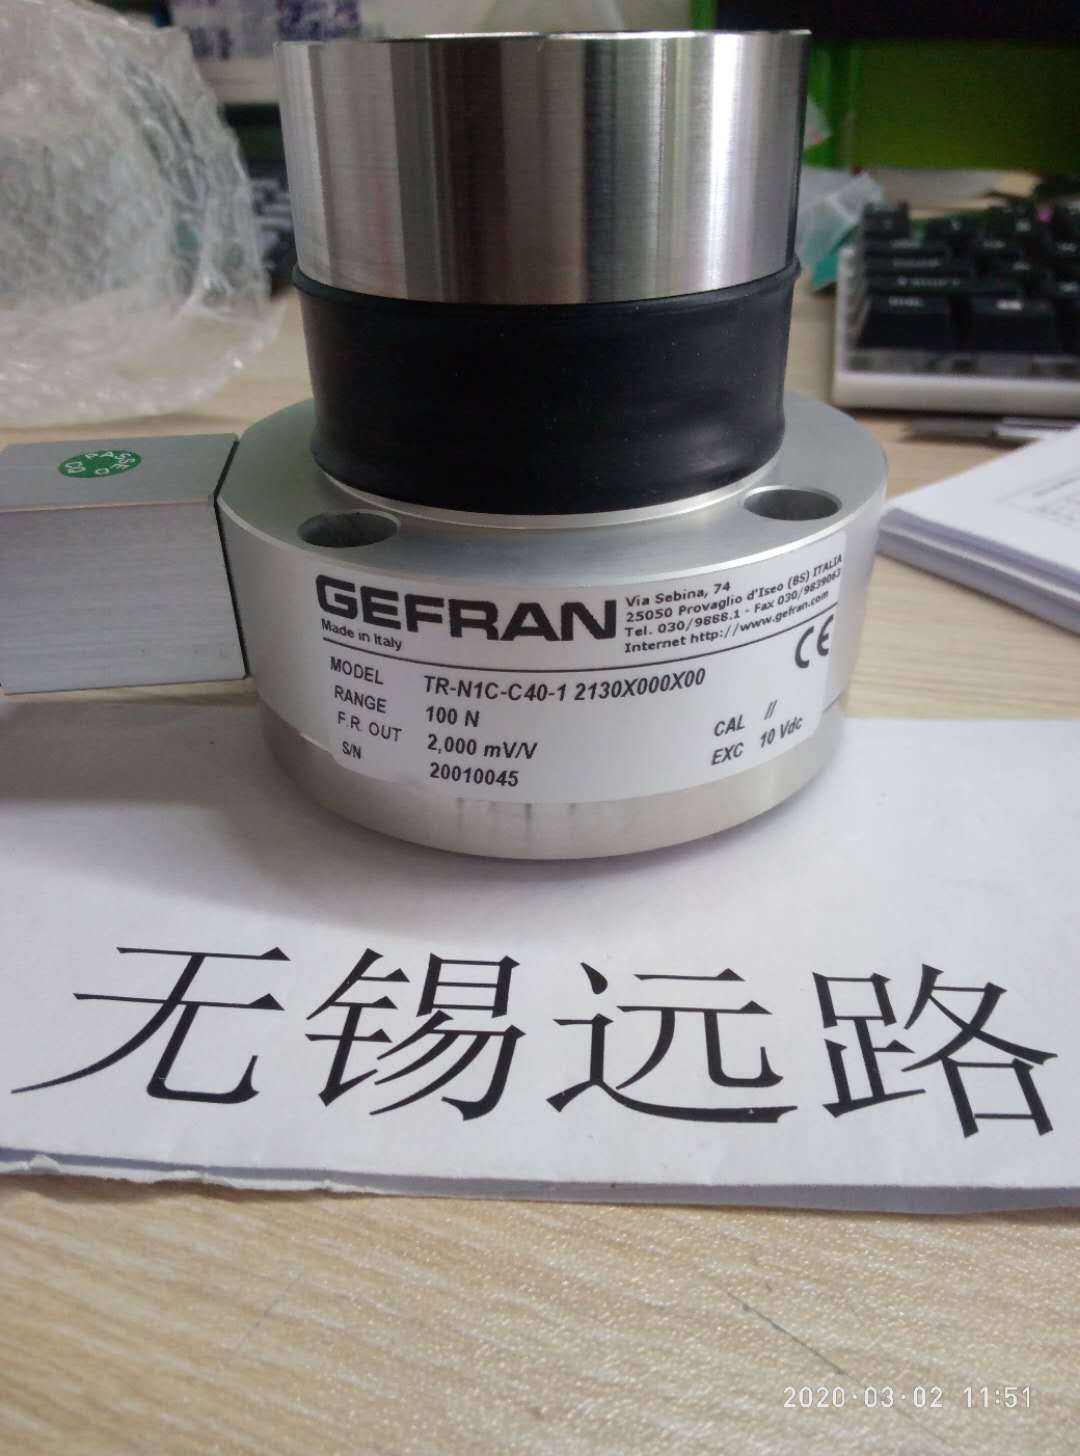 PASSED
03
GEFRAN
Made in Italy
Via Sebina, 74
25050 Provaglio d'Iseo (BS) ITALIA
Tel. 030/9888.1 - Fax 030/9839063
Internet http://www.gefran.com
CE
MODEL TR-N1C-C40-1 2130X000X00
RANGE 100 N
F.R. OUT 2,000 mV/V CAL //
S/N 20010045 EXC 10 Vdc
无锡远路
2020·03·02 11:51